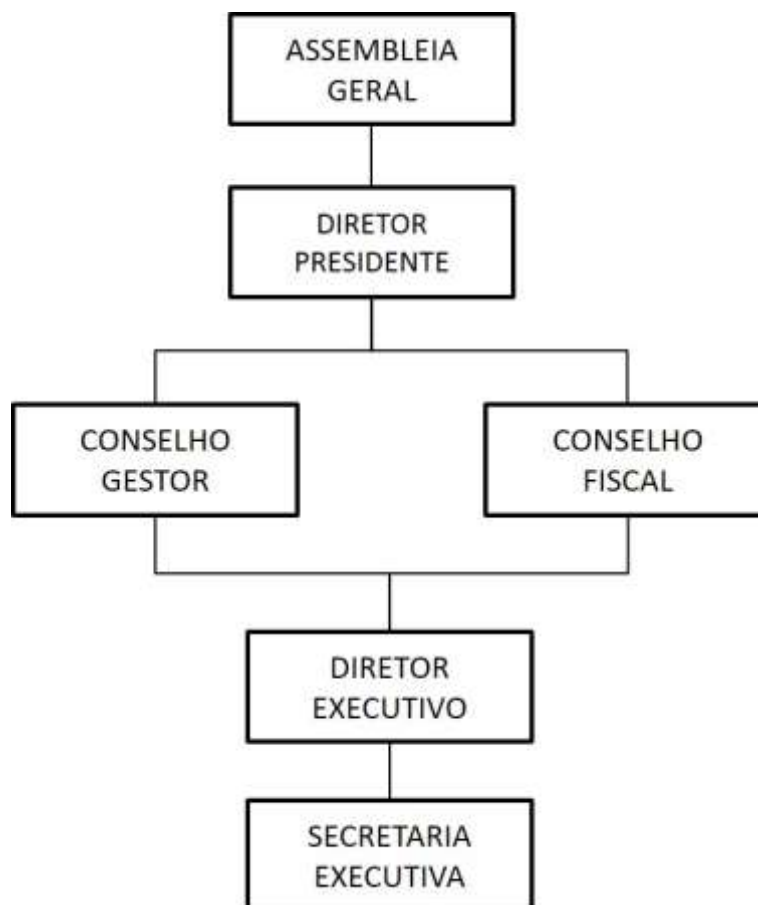 ASSEMBLEIA
GERAL
DIRETOR
PRESIDENTE
CONSELHO
GESTOR
CONSELHO
FISCAL
DIRETOR
EXECUTIVO
SECRETARIA
EXECUTIVA